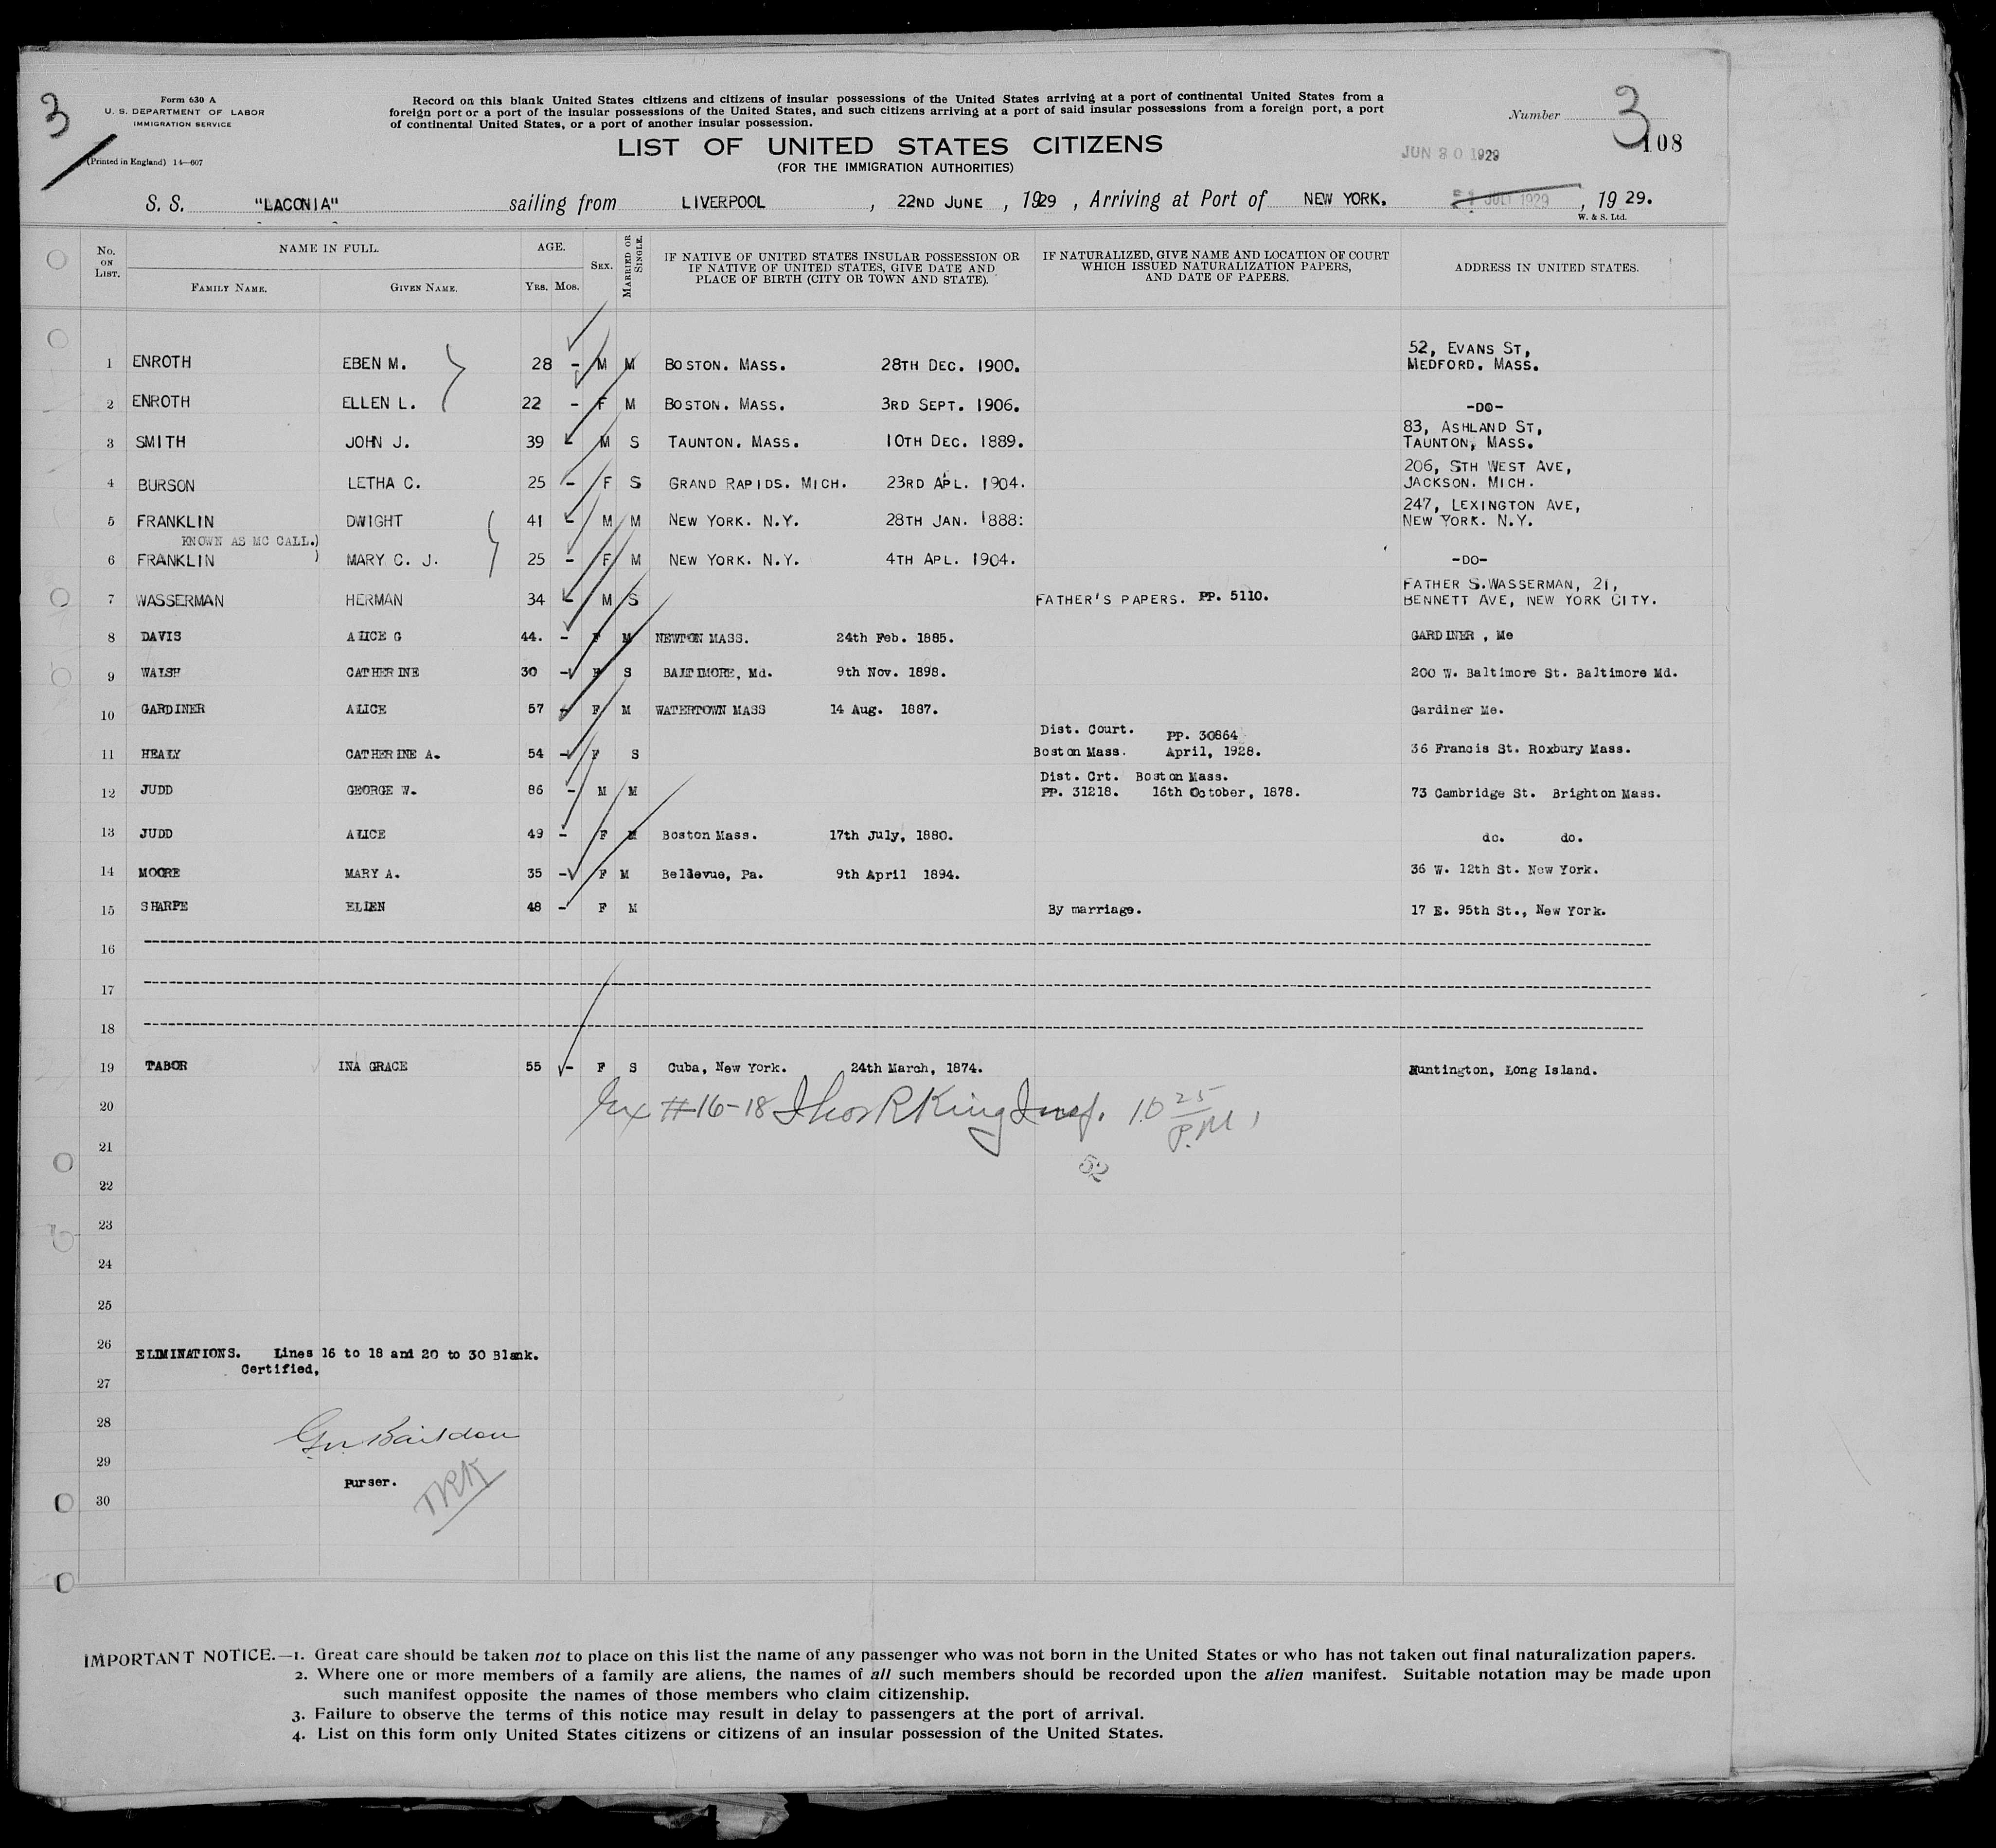 3
Form 630 A
U. S. DEPARTMENT OF LABOR
IMMIGRATION SERVICE
(Printed in England) 14—607
Record on this blank United States citizens and citizens of insular possessions of the United States arriving at a port of continental United States from a
foreign port or a port of the insular possessions of the United States, and such citizens arriving at a port of said insular possessions from a foreign port, a port
of continental United States, or a port of another insular possession.
Number 3
108
LIST OF UNITED STATES CITIZENS
(FOR THE IMMIGRATION AUTHORITIES)
JUN 30 1929
S. S. "LACONIA" sailing from LIVERPOOL , 22ND JUNE , 1929 , Arriving at Port of NEW YORK. JULY 1929 , 1929.
W. & S. Ltd.
No. ON LIST. NAME IN FULL. AGE. SEX. MARRIED OR SINGLE. IF NATIVE OF UNITED STATES INSULAR POSSESSION OR IF NATIVE OF UNITED STATES, GIVE DATE AND PLACE OF BIRTH (CITY OR TOWN AND STATE). IF NATURALIZED, GIVE NAME AND LOCATION OF COURT WHICH ISSUED NATURALIZATION PAPERS, AND DATE OF PAPERS. ADDRESS IN UNITED STATES.
FAMILY NAME. GIVEN NAME. YRS. MOS.
52, EVANS ST,
1 ENROTH EBEN M. 28 - M M BOSTON. MASS. 28TH DEC. 1900. MEDFORD. MASS.
2 ENROTH ELLEN L. 22 - F M BOSTON. MASS. 3RD SEPT. 1906. -DO-
83, ASHLAND ST,
3 SMITH JOHN J. 39 - M S TAUNTON. MASS. 10TH DEC. 1889. TAUNTON, MASS.
206, STH WEST AVE,
4 BURSON LETHA C. 25 - F S GRAND RAPIDS. MICH. 23RD APL. 1904. JACKSON. MICH.
247, LEXINGTON AVE,
5 FRANKLIN DWIGHT 41 - M M NEW YORK. N.Y. 28TH JAN. 1888: NEW YORK. N.Y.
KNOWN AS MC CALL.)
6 FRANKLIN ) MARY C. J. 25 - F M NEW YORK. N.Y. 4TH APL. 1904. -DO-
FATHER S.WASSERMAN, 21,
7 WASSERMAN HERMAN 34 - M S FATHER'S PAPERS. PP. 5110. BENNETT AVE, NEW YORK CITY.
8 DAVIS ALICE G 44. - F M NEWTON MASS. 24th Feb. 1885. GARDINER , Me
9 WALSH CATHERINE 30 - F S BALTIMORE, Md. 9th Nov. 1898. 200 W. Baltimore St. Baltimore Md.
10 GARDINER ALICE 57 - F M WATERTOWN MASS 14 Aug. 1887. Gardiner Me.
Dist. Court. PP. 30864
11 HEALY CATHERINE A. 54 - F S Boston Mass. April, 1928. 36 Francis St. Roxbury Mass.
Dist. Crt. Boston Mass.
12 JUDD GEORGE W. 86 - M M PP. 31218. 16th October, 1878. 73 Cambridge St. Brighton Mass.
13 JUDD ALICE 49 - F M Boston Mass. 17th July, 1880. do. do.
14 MOORE MARY A. 35 - F M Bellevue, Pa. 9th April 1894. 36 W. 12th St. New York.
15 SHARPE ELLEN 48 - F M By marriage. 17 E. 95th St., New York.
16
17
18
19 TABOR INA GRACE 55 - F S Cuba, New York. 24th March, 1874. Huntington, Long Island.
20 Ex #16-18 Thos R King Insp. 10 25 P.M.
21
52
22
23
24
25
26
ELIMINATIONS. Lines 16 to 18 and 20 to 30 Blank.
Certified,
27
28
29
Purser.
TRK
30
IMPORTANT NOTICE.—1. Great care should be taken not to place on this list the name of any passenger who was not born in the United States or who has not taken out final naturalization papers.
2. Where one or more members of a family are aliens, the names of all such members should be recorded upon the alien manifest. Suitable notation may be made upon
such manifest opposite the names of those members who claim citizenship.
3. Failure to observe the terms of this notice may result in delay to passengers at the port of arrival.
4. List on this form only United States citizens or citizens of an insular possession of the United States.